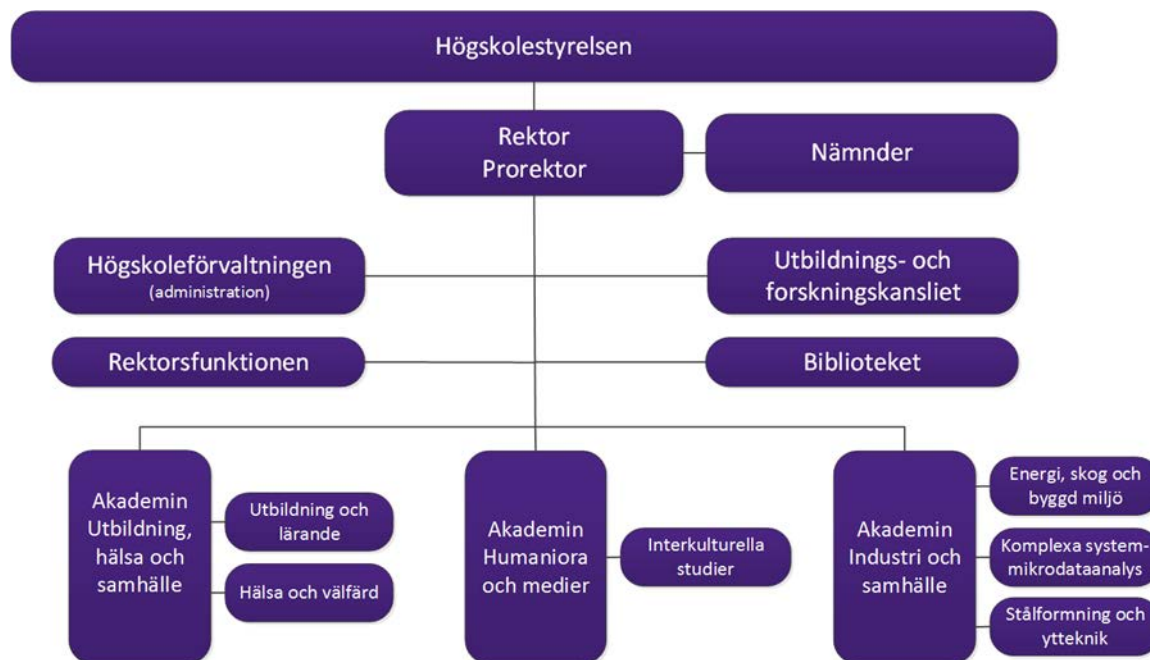 Högskolestyrelsen
Rektor
Prorektor
Nämnder
Högskoleförvaltningen
(administration)
Utbildnings- och
forskningskansliet
Rektorsfunktionen
Biblioteket
Akademin
Utbildning,
hälsa och
samhälle
Utbildning och
lärande
Hälsa och välfärd
Akademin
Humaniora
och medier
Interkulturella
studier
Akademin
Industri och
samhälle
Energi, skog och
byggd miljö
Komplexa system-
mikrodataanalys
Stålformning och
ytteknik